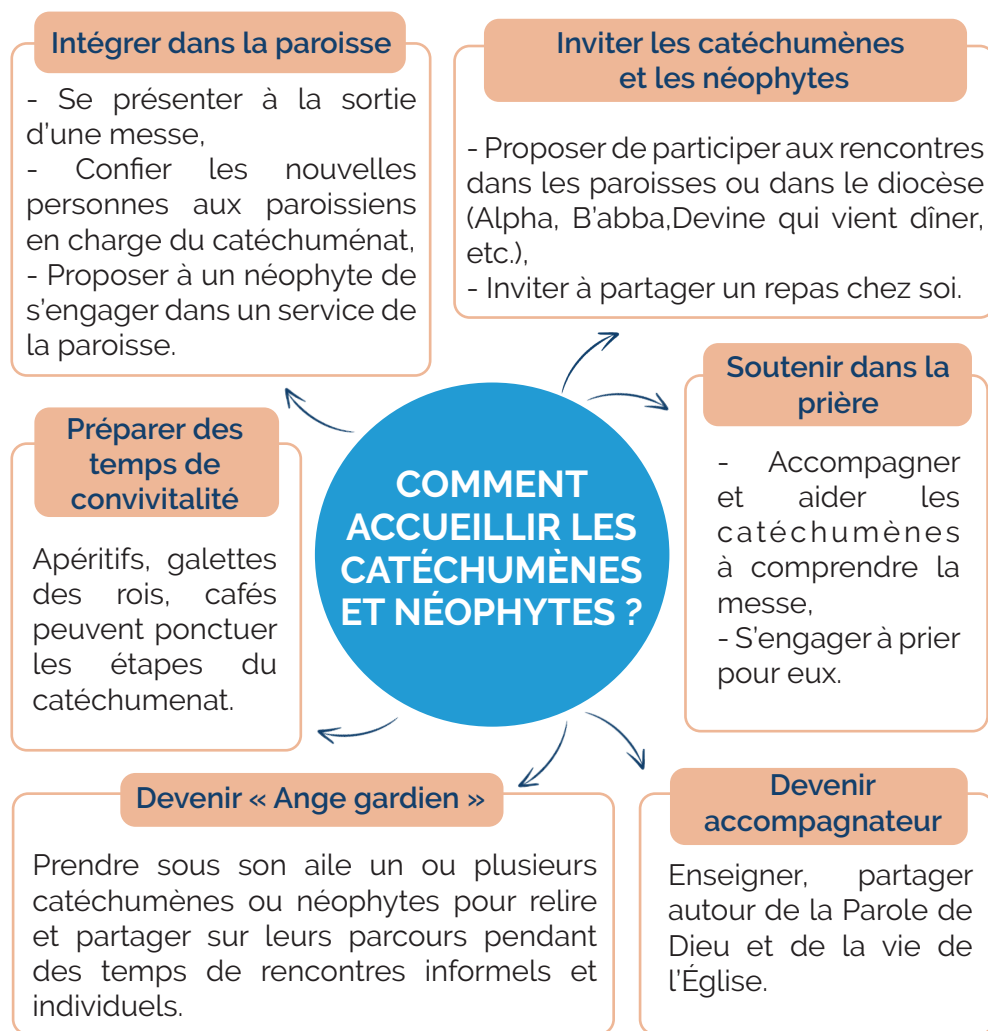 Intégrer dans la paroisse
- Se présenter à la sortie
d'une messe,
- Confier les nouvelles
personnes aux paroissiens
en charge du catéchuménat,
- Proposer à un néophyte de
s'engager dans un service de
la paroisse.
Inviter les catéchumènes
et les néophytes
- Proposer de participer aux rencontres
dans les paroisses ou dans le diocèse
(Alpha, B'abba,Devine qui vient dîner,
etc.),
- Inviter à partager un repas chez soi.
Préparer des
temps de
convivitalité
Apéritifs, galettes
des rois, cafés
peuvent ponctuer
les étapes du
catéchumenat.
COMMENT
ACCUEILLIR LES
CATÉCHUMÈNES
ET NÉOPHYTES ?
Soutenir dans la
prière
- Accompagner
et aider les
catéchumènes
à comprendre la
messe,
- S'engager à prier
pour eux.
Devenir « Ange gardien »
Prendre sous son aile un ou plusieurs
catéchumènes ou néophytes pour relire
et partager sur leurs parcours pendant
des temps de rencontres informels et
individuels.
Devenir
accompagnateur
Enseigner, partager
autour de la Parole de
Dieu et de la vie de
l'Église.